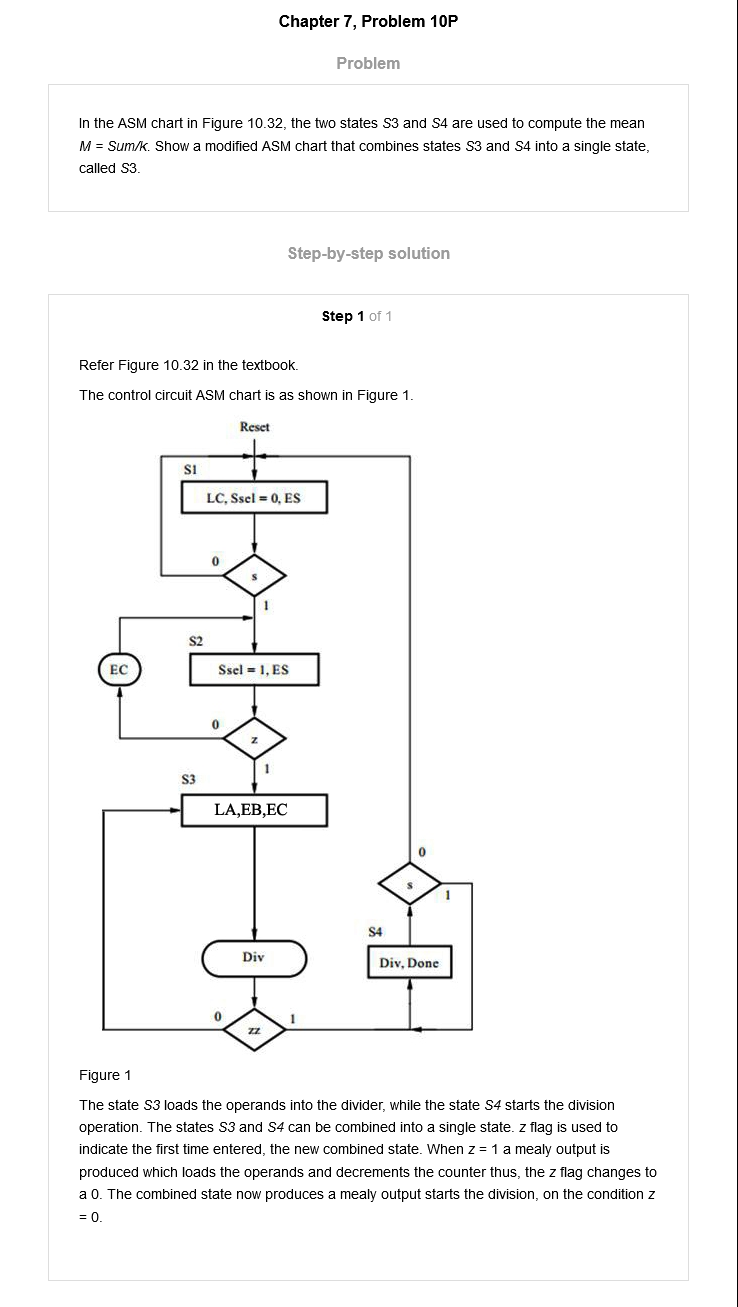 Chapter 7, Problem 10P
Problem
In the ASM chart in Figure 10.32, the two states S3 and S4 are used to compute the mean
M = Sum/k. Show a modified ASM chart that combines states S3 and S4 into a single state,
called S3.
Step-by-step solution
Step 1 of 1
Refer Figure 10.32 in the textbook.
The control circuit ASM chart is as shown in Figure 1.
Reset
S1
LC, Ssel = 0, ES
0
s
1
S2
EC
Ssel = 1, ES
0
z
1
S3
LA,EB,EC
0
s
1
S4
Div
Div, Done
0
1
zz
Figure 1
The state S3 loads the operands into the divider, while the state S4 starts the division
operation. The states S3 and S4 can be combined into a single state. z flag is used to
indicate the first time entered, the new combined state. When z = 1 a mealy output is
produced which loads the operands and decrements the counter thus, the z flag changes to
a 0. The combined state now produces a mealy output starts the division, on the condition z
= 0.